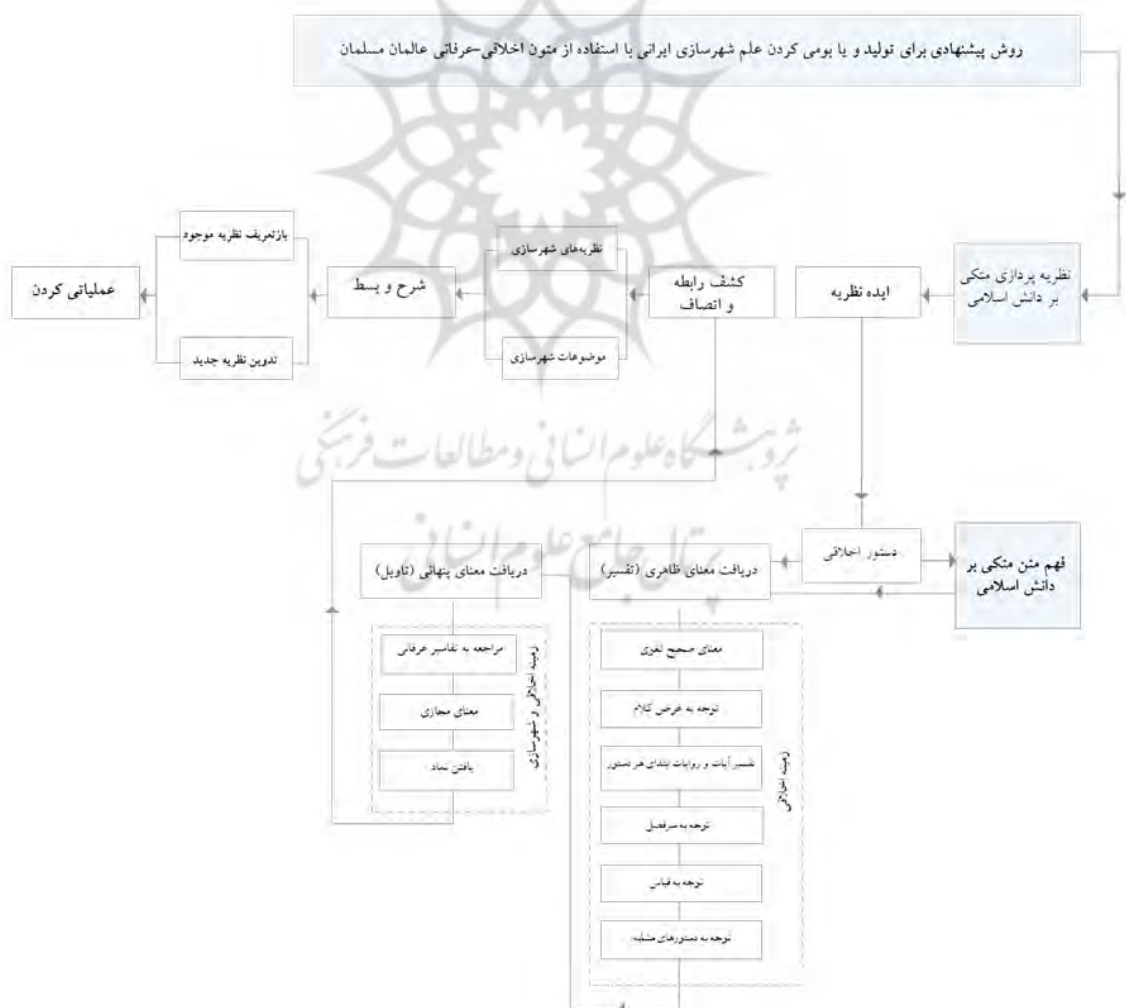 روش پیشنهادی برای تولید و یا بومی کردن علم شهرسازی ایرانی با استفاده از متون اخلاقی-عرفانی عالمان مسلمان
نظریه پردازی متکی
بر دانش اسلامی
ایده نظریه
کشف رابطه
و اتصاف
نظریه‌های شهرسازی
موضوعات شهرسازی
شرح و بسط
بازتعریف نظریه موجود
تدوین نظریه جدید
عملیاتی کردن
پژوهشگاه علوم انسانی و مطالعات فرهنگی
پرتال جامع علوم انسانی
فهم متن متکی بر
دانش اسلامی
دستور اخلاقی
دریافت معنای ظاهری (تفسیر)
معنای صحیح لغوی
توجه به غرض کلام
تفسیر آیات و روایات ابتدای هر دستور
توجه به سرفصل
توجه به قیاس
توجه به دستورهای مشابه
زمینه اخلاقی
دریافت معنای پنهانی (تاویل)
مراجعه به تفاسیر عرفانی
معنای مجازی
یافتن نماد
زمینه اخلاقی و شهرسازی